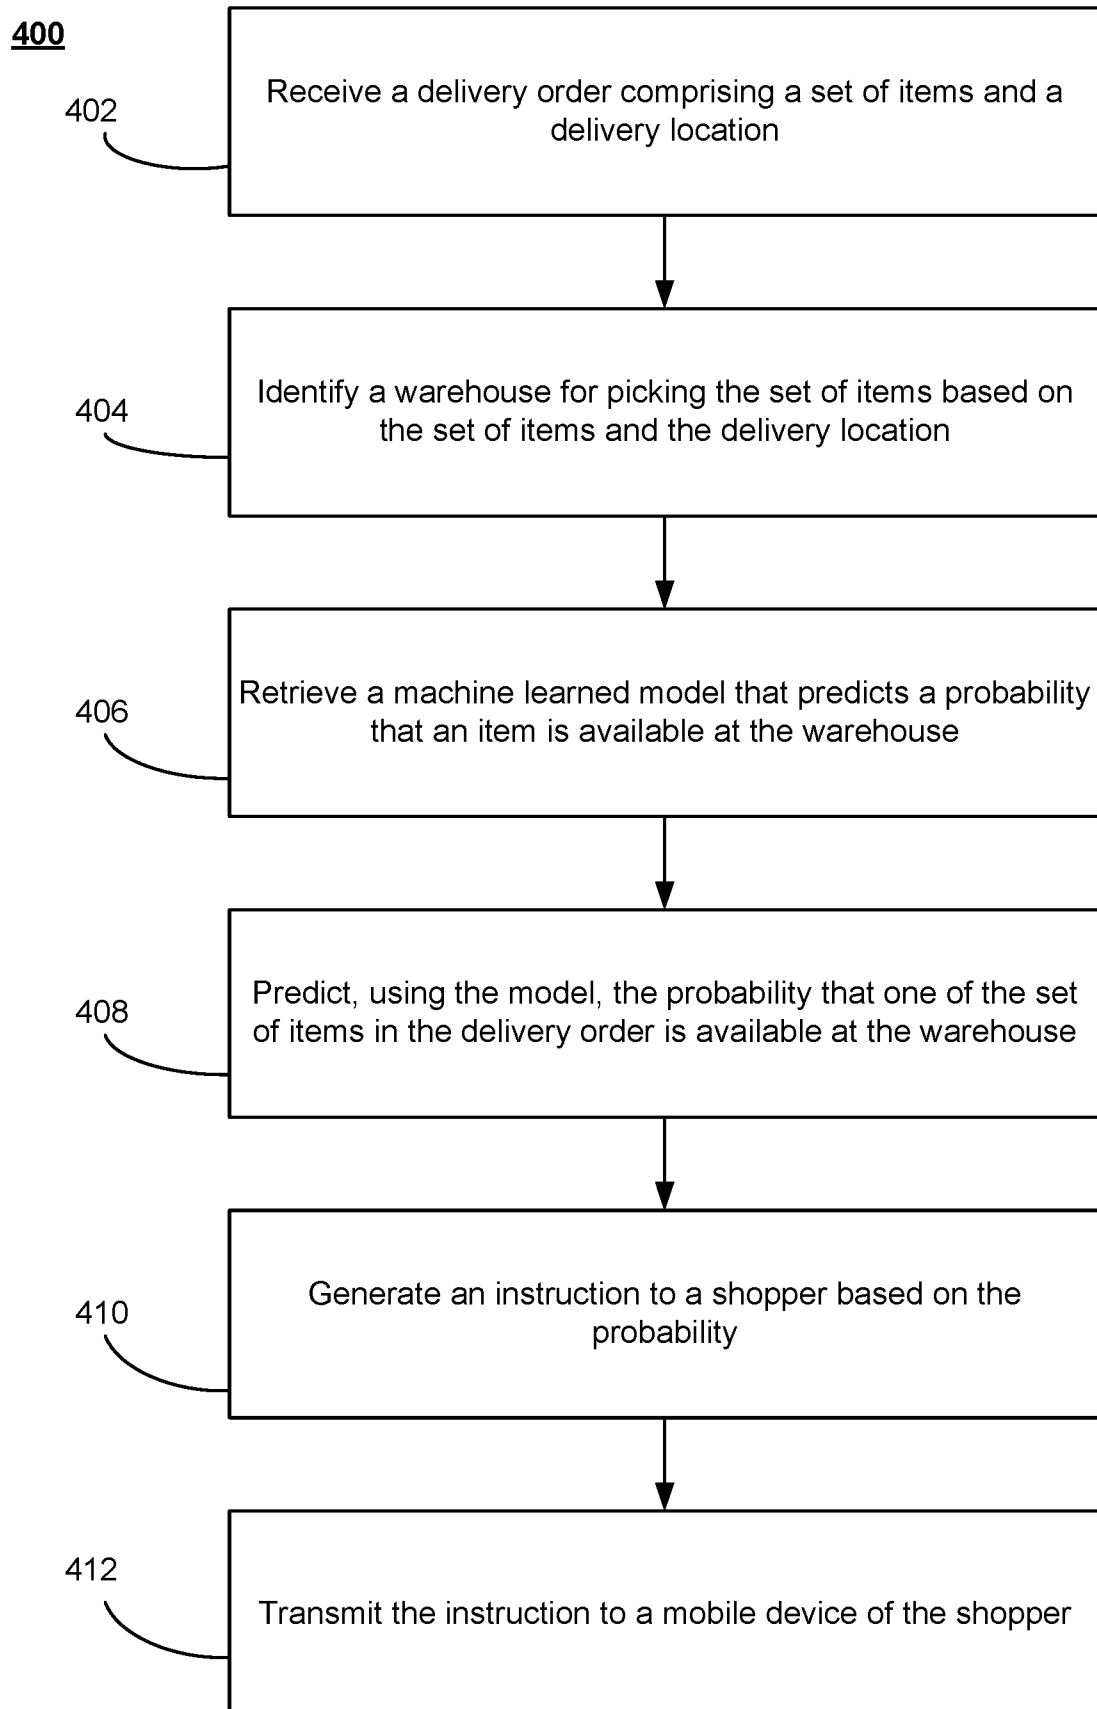 400
402
Receive a delivery order comprising a set of items and a
delivery location
404
Identify a warehouse for picking the set of items based on
the set of items and the delivery location
406
Retrieve a machine learned model that predicts a probability
that an item is available at the warehouse
408
Predict, using the model, the probability that one of the set
of items in the delivery order is available at the warehouse
410
Generate an instruction to a shopper based on the
probability
412
Transmit the instruction to a mobile device of the shopper